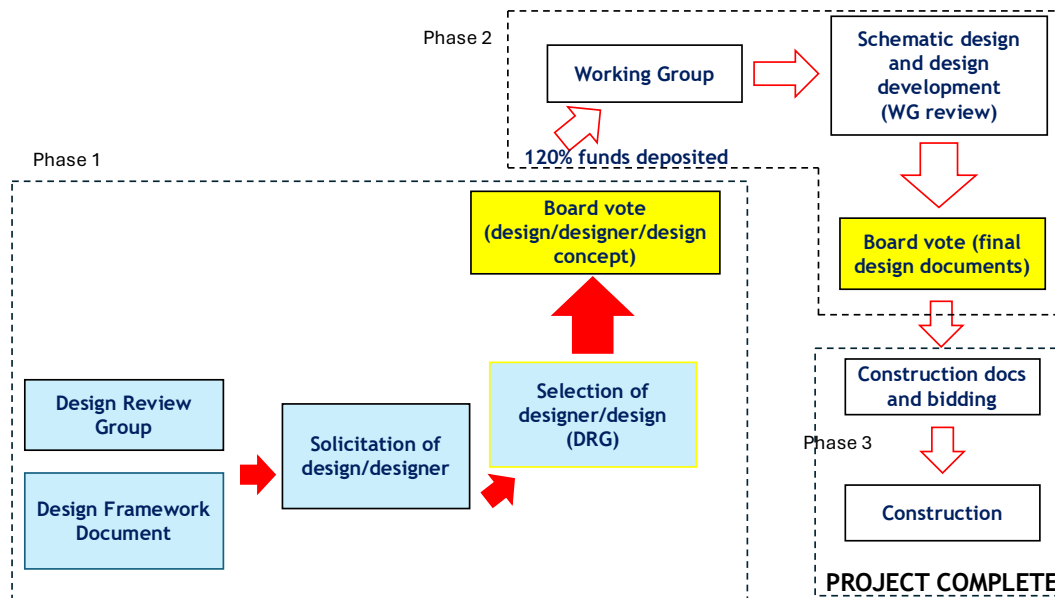 Phase 1
Design Review
Group
Design Framework
Document
Solicitation of
design/designer
Selection of
designer/design
(DRG)
Board vote
(design/designer/design
concept)
Phase 2
120% funds deposited
Working Group
Schematic design
and design
development
(WG review)
Board vote (final
design documents)
Phase 3
Construction docs
and bidding
Construction
PROJECT COMPLETE